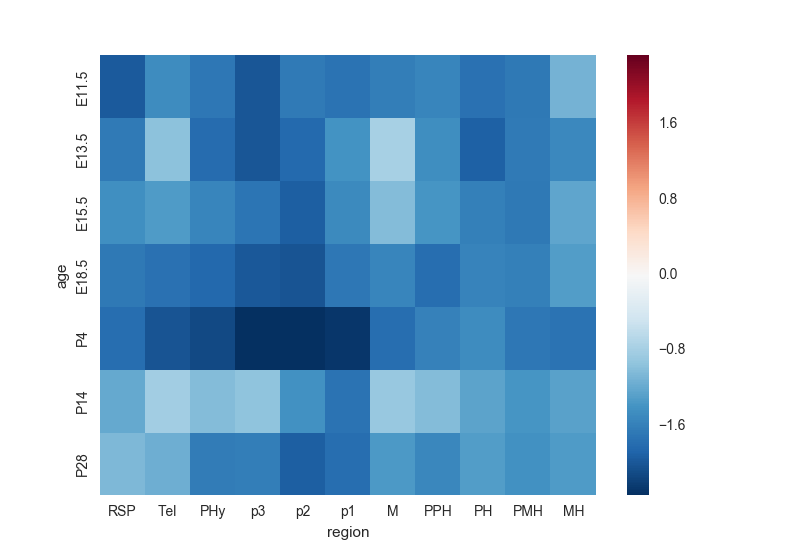 age
E11.5
E13.5
E15.5
E18.5
P4
P14
P28
RSP Tel PHy p3 p2 p1 M PPH PH PMH MH
region
1.6
0.8
0.0
−0.8
−1.6